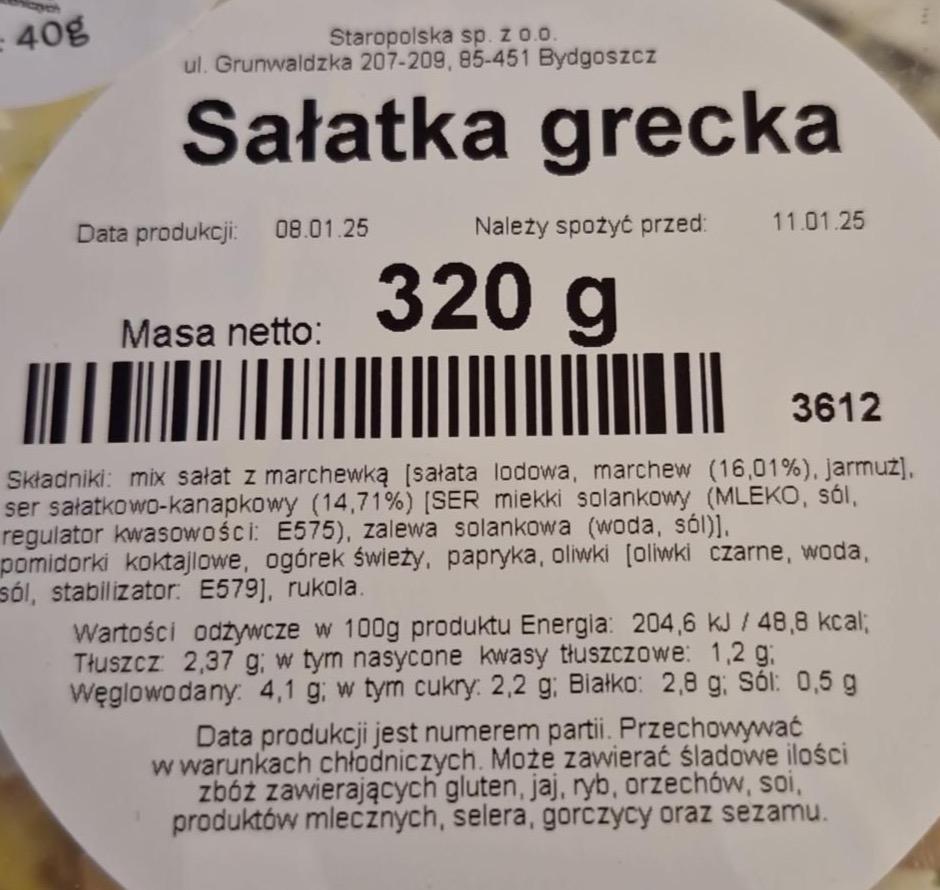 40g
Staropolska sp. z o.o.
ul. Grunwaldzka 207-209, 85-451 Bydgoszcz
Sałatka grecka
Data produkcji: 08.01.25 Należy spożyć przed: 11.01.25
Masa netto: 320 g
3612
Składniki: mix sałat z marchewką [sałata lodowa, marchew (16,01%), jarmuż],
ser sałatkowo-kanapkowy (14,71%) [SER miekki solankowy (MLEKO, sól,
regulator kwasowości: E575), zalewa solankowa (woda, sól)],
pomidorki koktajlowe, ogórek świeży, papryka, oliwki [oliwki czarne, woda,
sól, stabilizator: E579], rukola.
Wartości odżywcze w 100g produktu Energia: 204,6 kJ / 48,8 kcal;
Tłuszcz: 2,37 g; w tym nasycone kwasy tłuszczowe: 1,2 g;
Węglowodany: 4,1 g; w tym cukry: 2,2 g; Białko: 2,8 g; Sól: 0,5 g
Data produkcji jest numerem partii. Przechowywać
w warunkach chłodniczych. Może zawierać śladowe ilości
zbóż zawierających gluten, jaj, ryb, orzechów, soi,
produktów mlecznych, selera, gorczycy oraz sezamu.